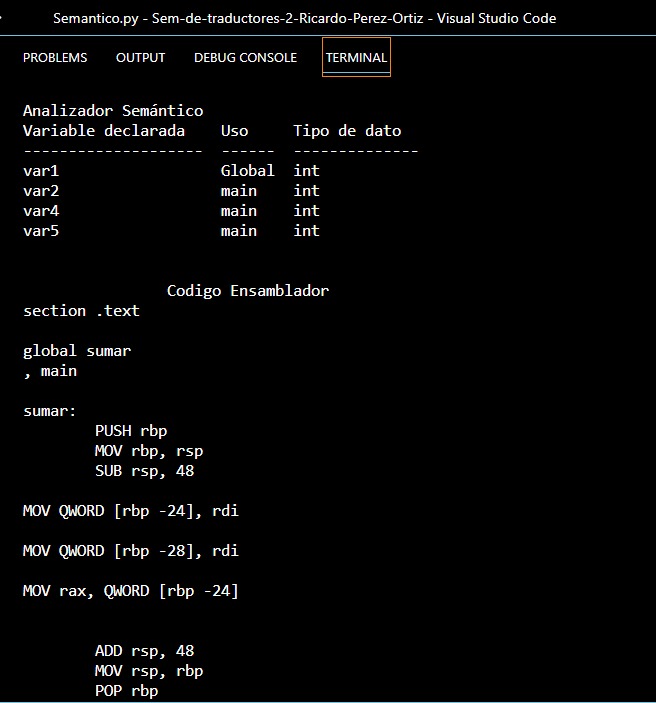 Semantico.py - Sem-de-traductores-2-Ricardo-Perez-Ortiz - Visual Studio Code
PROBLEMS OUTPUT DEBUG CONSOLE TERMINAL
Analizador Semántico
Variable declarada    Uso     Tipo de dato
--------------------  ------  --------------
var1                  Global  int
var2                  main    int
var4                  main    int
var5                  main    int
Codigo Ensamblador
section .text
global sumar
, main
sumar:
PUSH rbp
MOV rbp, rsp
SUB rsp, 48
MOV QWORD [rbp -24], rdi
MOV QWORD [rbp -28], rdi
MOV rax, QWORD [rbp -24]
ADD rsp, 48
MOV rsp, rbp
POP rbp